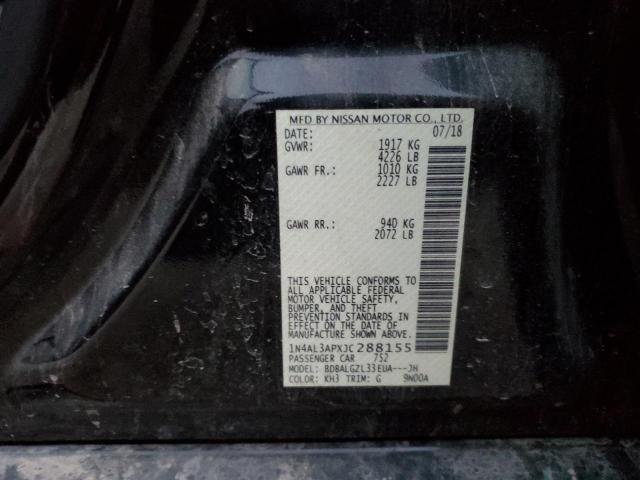 MFD BY NISSAN MOTOR CO., LTD.
DATE: 07/18
GVWR: 1917 KG
4226 LB
GAWR FR.: 1010 KG
2227 LB
GAWR RR.: 940 KG
2072 LB
THIS VEHICLE CONFORMS TO
ALL APPLICABLE FEDERAL
MOTOR VEHICLE SAFETY,
BUMPER, AND THEFT
PREVENTION STANDARDS IN
EFFECT ON THE DATE OF
MANUFACTURE SHOWN ABOVE.
1N4AL3APXJC288155
PASSENGER CAR 752
MODEL: BDBALGZL33EUA---JH
COLOR: KH3 TRIM: G 9N00A